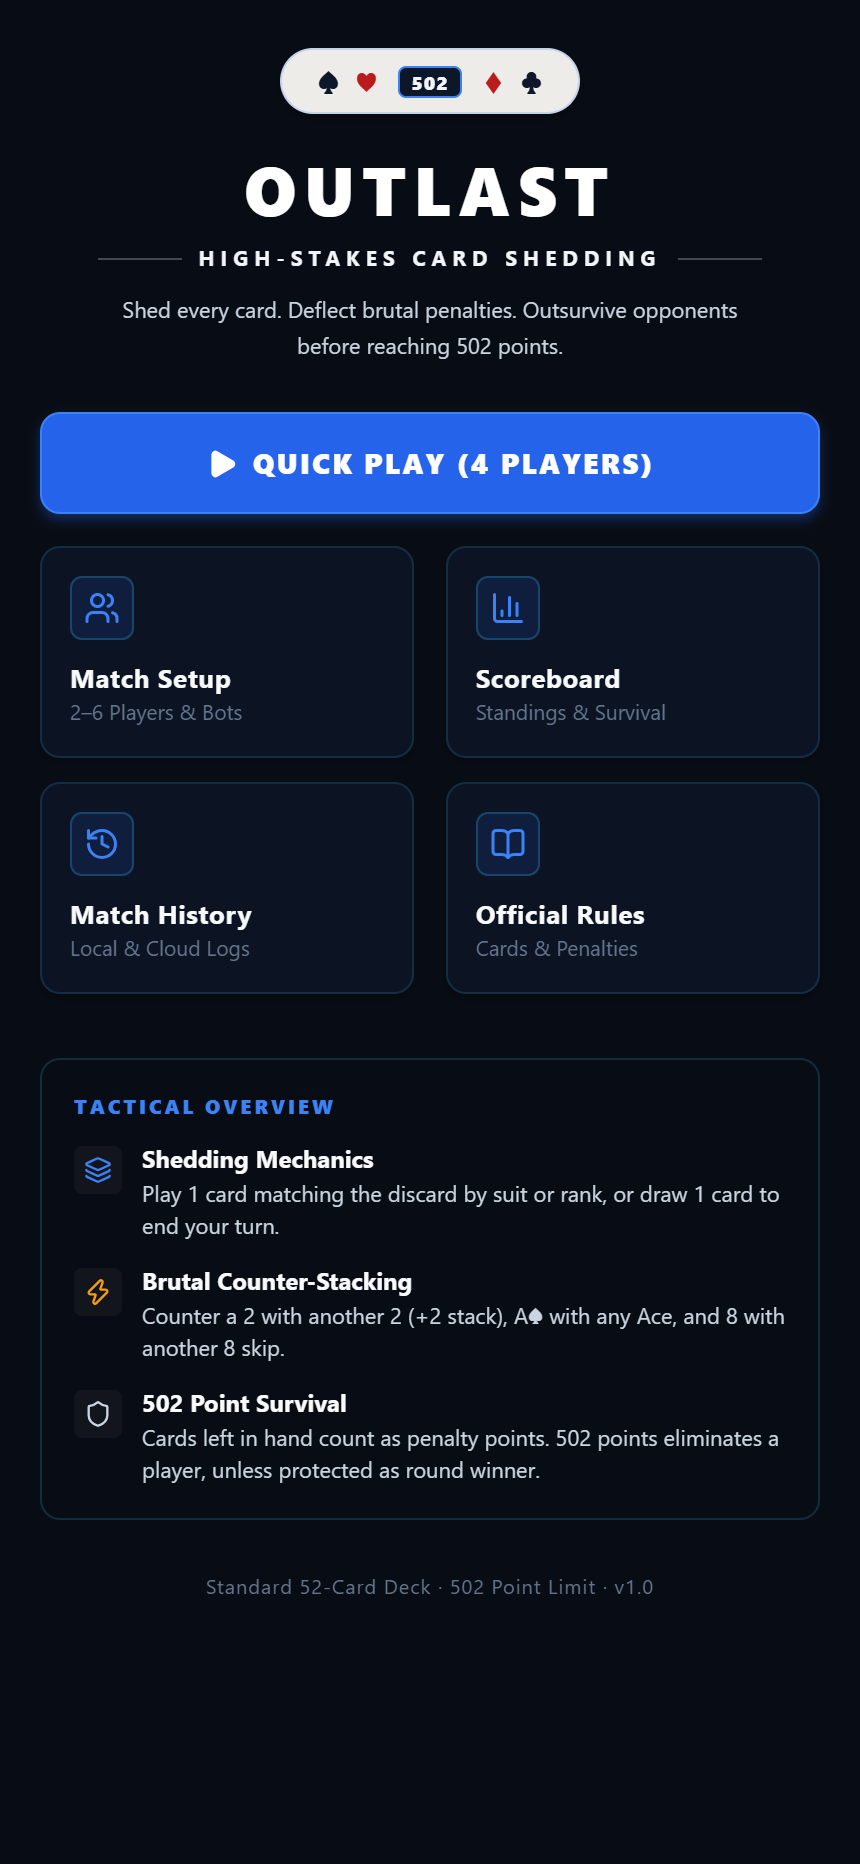 ♠ ♥ 502 ♦ ♣
OUTLAST
HIGH-STAKES CARD SHEDDING
Shed every card. Deflect brutal penalties. Outsurvive opponents
before reaching 502 points.
QUICK PLAY (4 PLAYERS)
Match Setup
2–6 Players & Bots
Scoreboard
Standings & Survival
Match History
Local & Cloud Logs
Official Rules
Cards & Penalties
TACTICAL OVERVIEW
Shedding Mechanics
Play 1 card matching the discard by suit or rank, or draw 1 card to
end your turn.
Brutal Counter-Stacking
Counter a 2 with another 2 (+2 stack), A♠ with any Ace, and 8 with
another 8 skip.
502 Point Survival
Cards left in hand count as penalty points. 502 points eliminates a
player, unless protected as round winner.
Standard 52-Card Deck · 502 Point Limit · v1.0